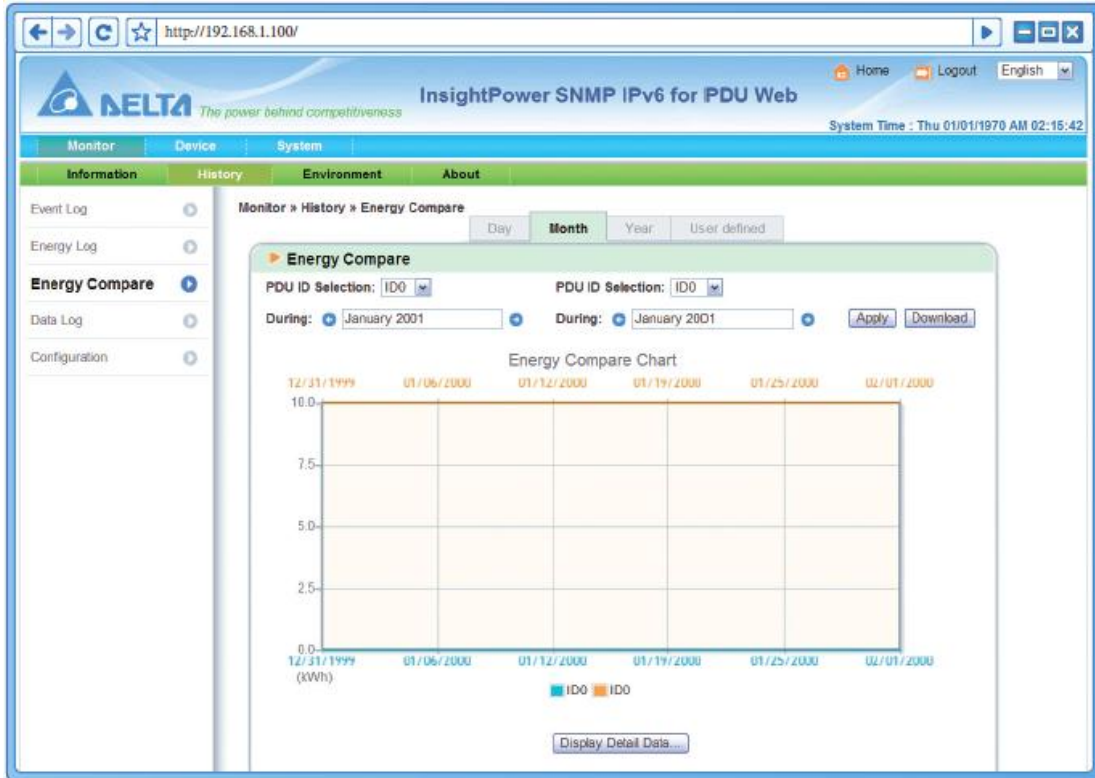 http://192.168.1.100/
Home Logout English
DELTA The power behind competitiveness InsightPower SNMP IPv6 for PDU Web
System Time : Thu 01/01/1970 AM 02:15:42
Monitor Device System
Information History Environment About
Event Log
Energy Log
Energy Compare
Data Log
Configuration
Monitor » History » Energy Compare
Day Month Year User defined
Energy Compare
PDU ID Selection: ID0 PDU ID Selection: ID0
During: January 2001 During: January 2001 Apply Download
Energy Compare Chart
12/31/1999 01/06/2000 01/12/2000 01/19/2000 01/25/2000 02/01/2000
10.0
7.5
5.0
2.5
0.0
12/31/1999 01/06/2000 01/12/2000 01/19/2000 01/25/2000 02/01/2000
(kWh)
ID0 ID0
Display Detail Data...